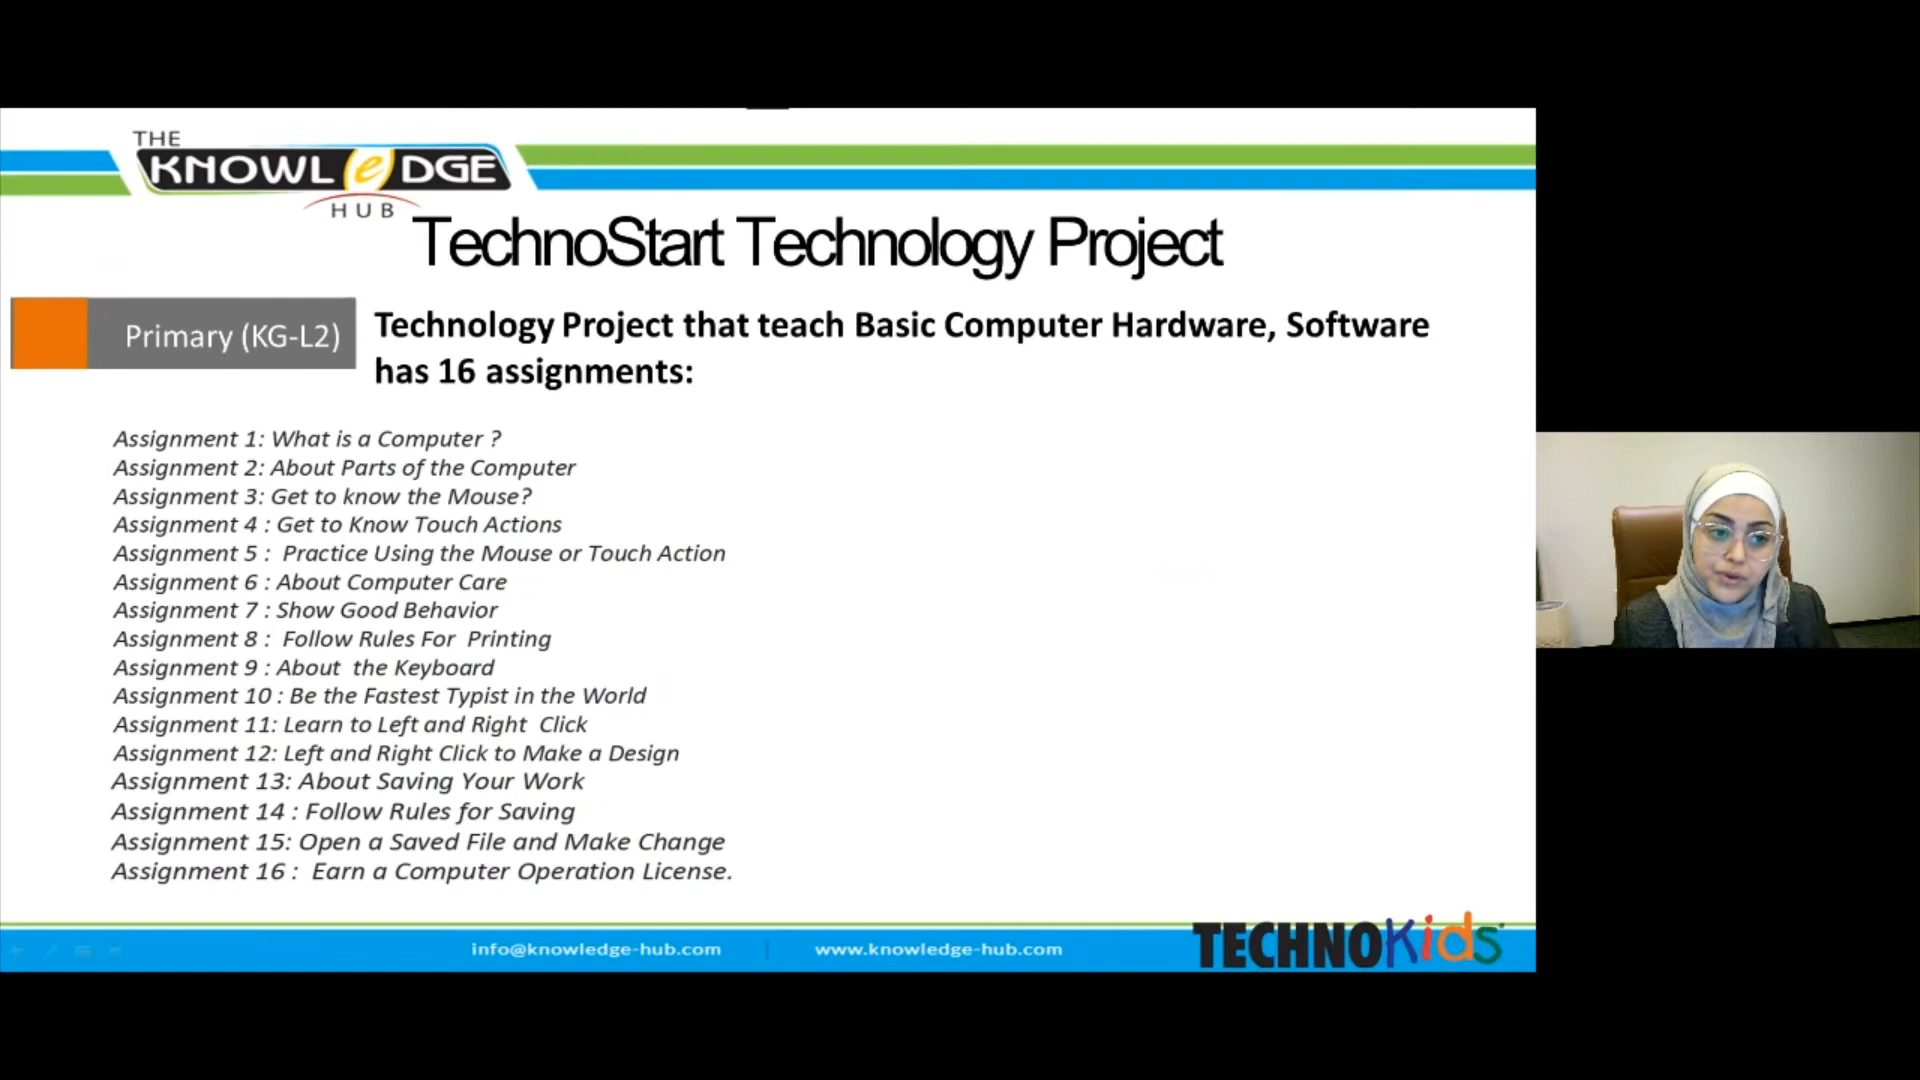 THE
KNOWLEDGE
HUB
TechnoStart Technology Project
Primary (KG-L2)
Technology Project that teach Basic Computer Hardware, Software
has 16 assignments:
Assignment 1: What is a Computer ?
Assignment 2: About Parts of the Computer
Assignment 3: Get to know the Mouse?
Assignment 4 : Get to Know Touch Actions
Assignment 5 :  Practice Using the Mouse or Touch Action
Assignment 6 : About Computer Care
Assignment 7 : Show Good Behavior
Assignment 8 :  Follow Rules For  Printing
Assignment 9 : About  the Keyboard
Assignment 10 : Be the Fastest Typist in the World
Assignment 11: Learn to Left and Right  Click
Assignment 12: Left and Right Click to Make a Design
Assignment 13: About Saving Your Work
Assignment 14 : Follow Rules for Saving
Assignment 15: Open a Saved File and Make Change
Assignment 16 :  Earn a Computer Operation License.
info@knowledge-hub.com | www.knowledge-hub.com
TECHNOKids